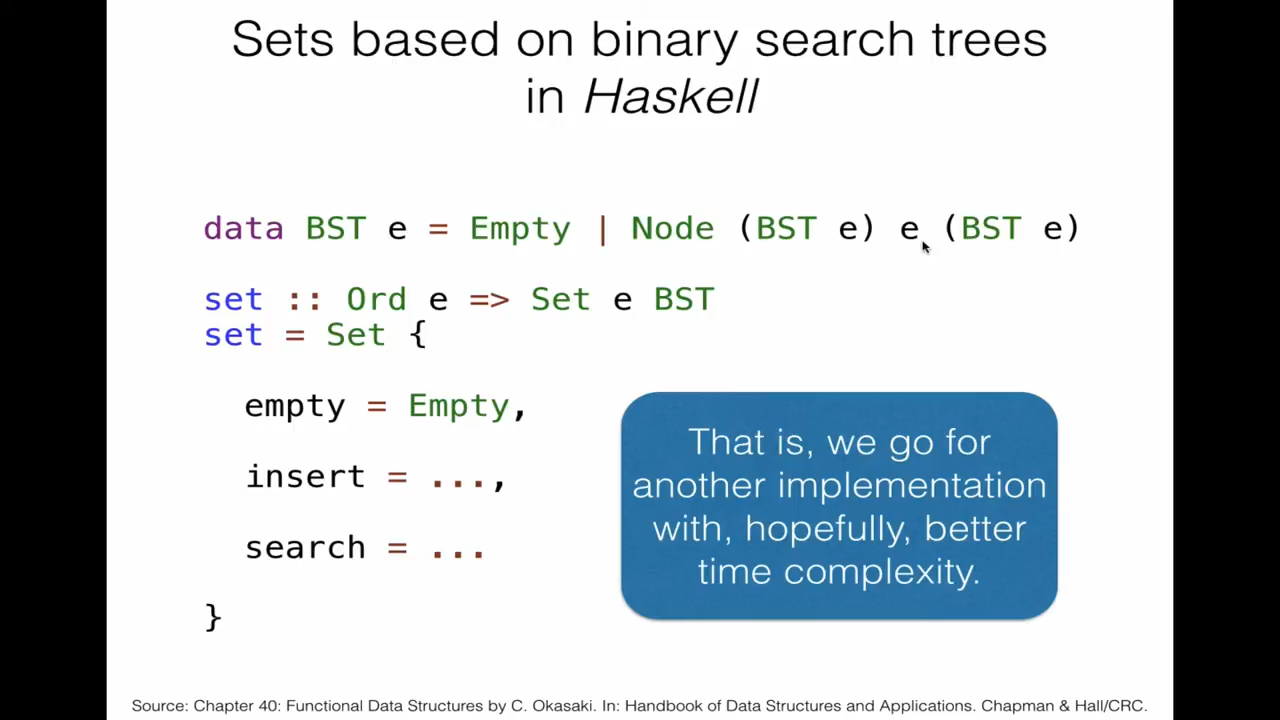 Sets based on binary search trees
in Haskell
data BST e = Empty | Node (BST e) e (BST e)
set :: Ord e => Set e BST
set = Set {
empty = Empty,
insert = ...,
search = ...
}
That is, we go for
another implementation
with, hopefully, better
time complexity.
Source: Chapter 40: Functional Data Structures by C. Okasaki. In: Handbook of Data Structures and Applications. Chapman & Hall/CRC.